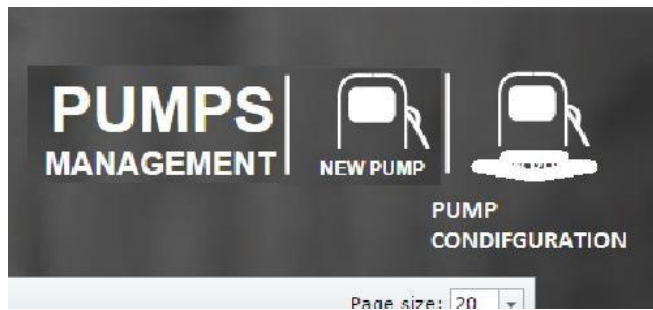 PUMPS
MANAGEMENT
NEW PUMP
PUMP
CONDIFGURATION
Page size: 20